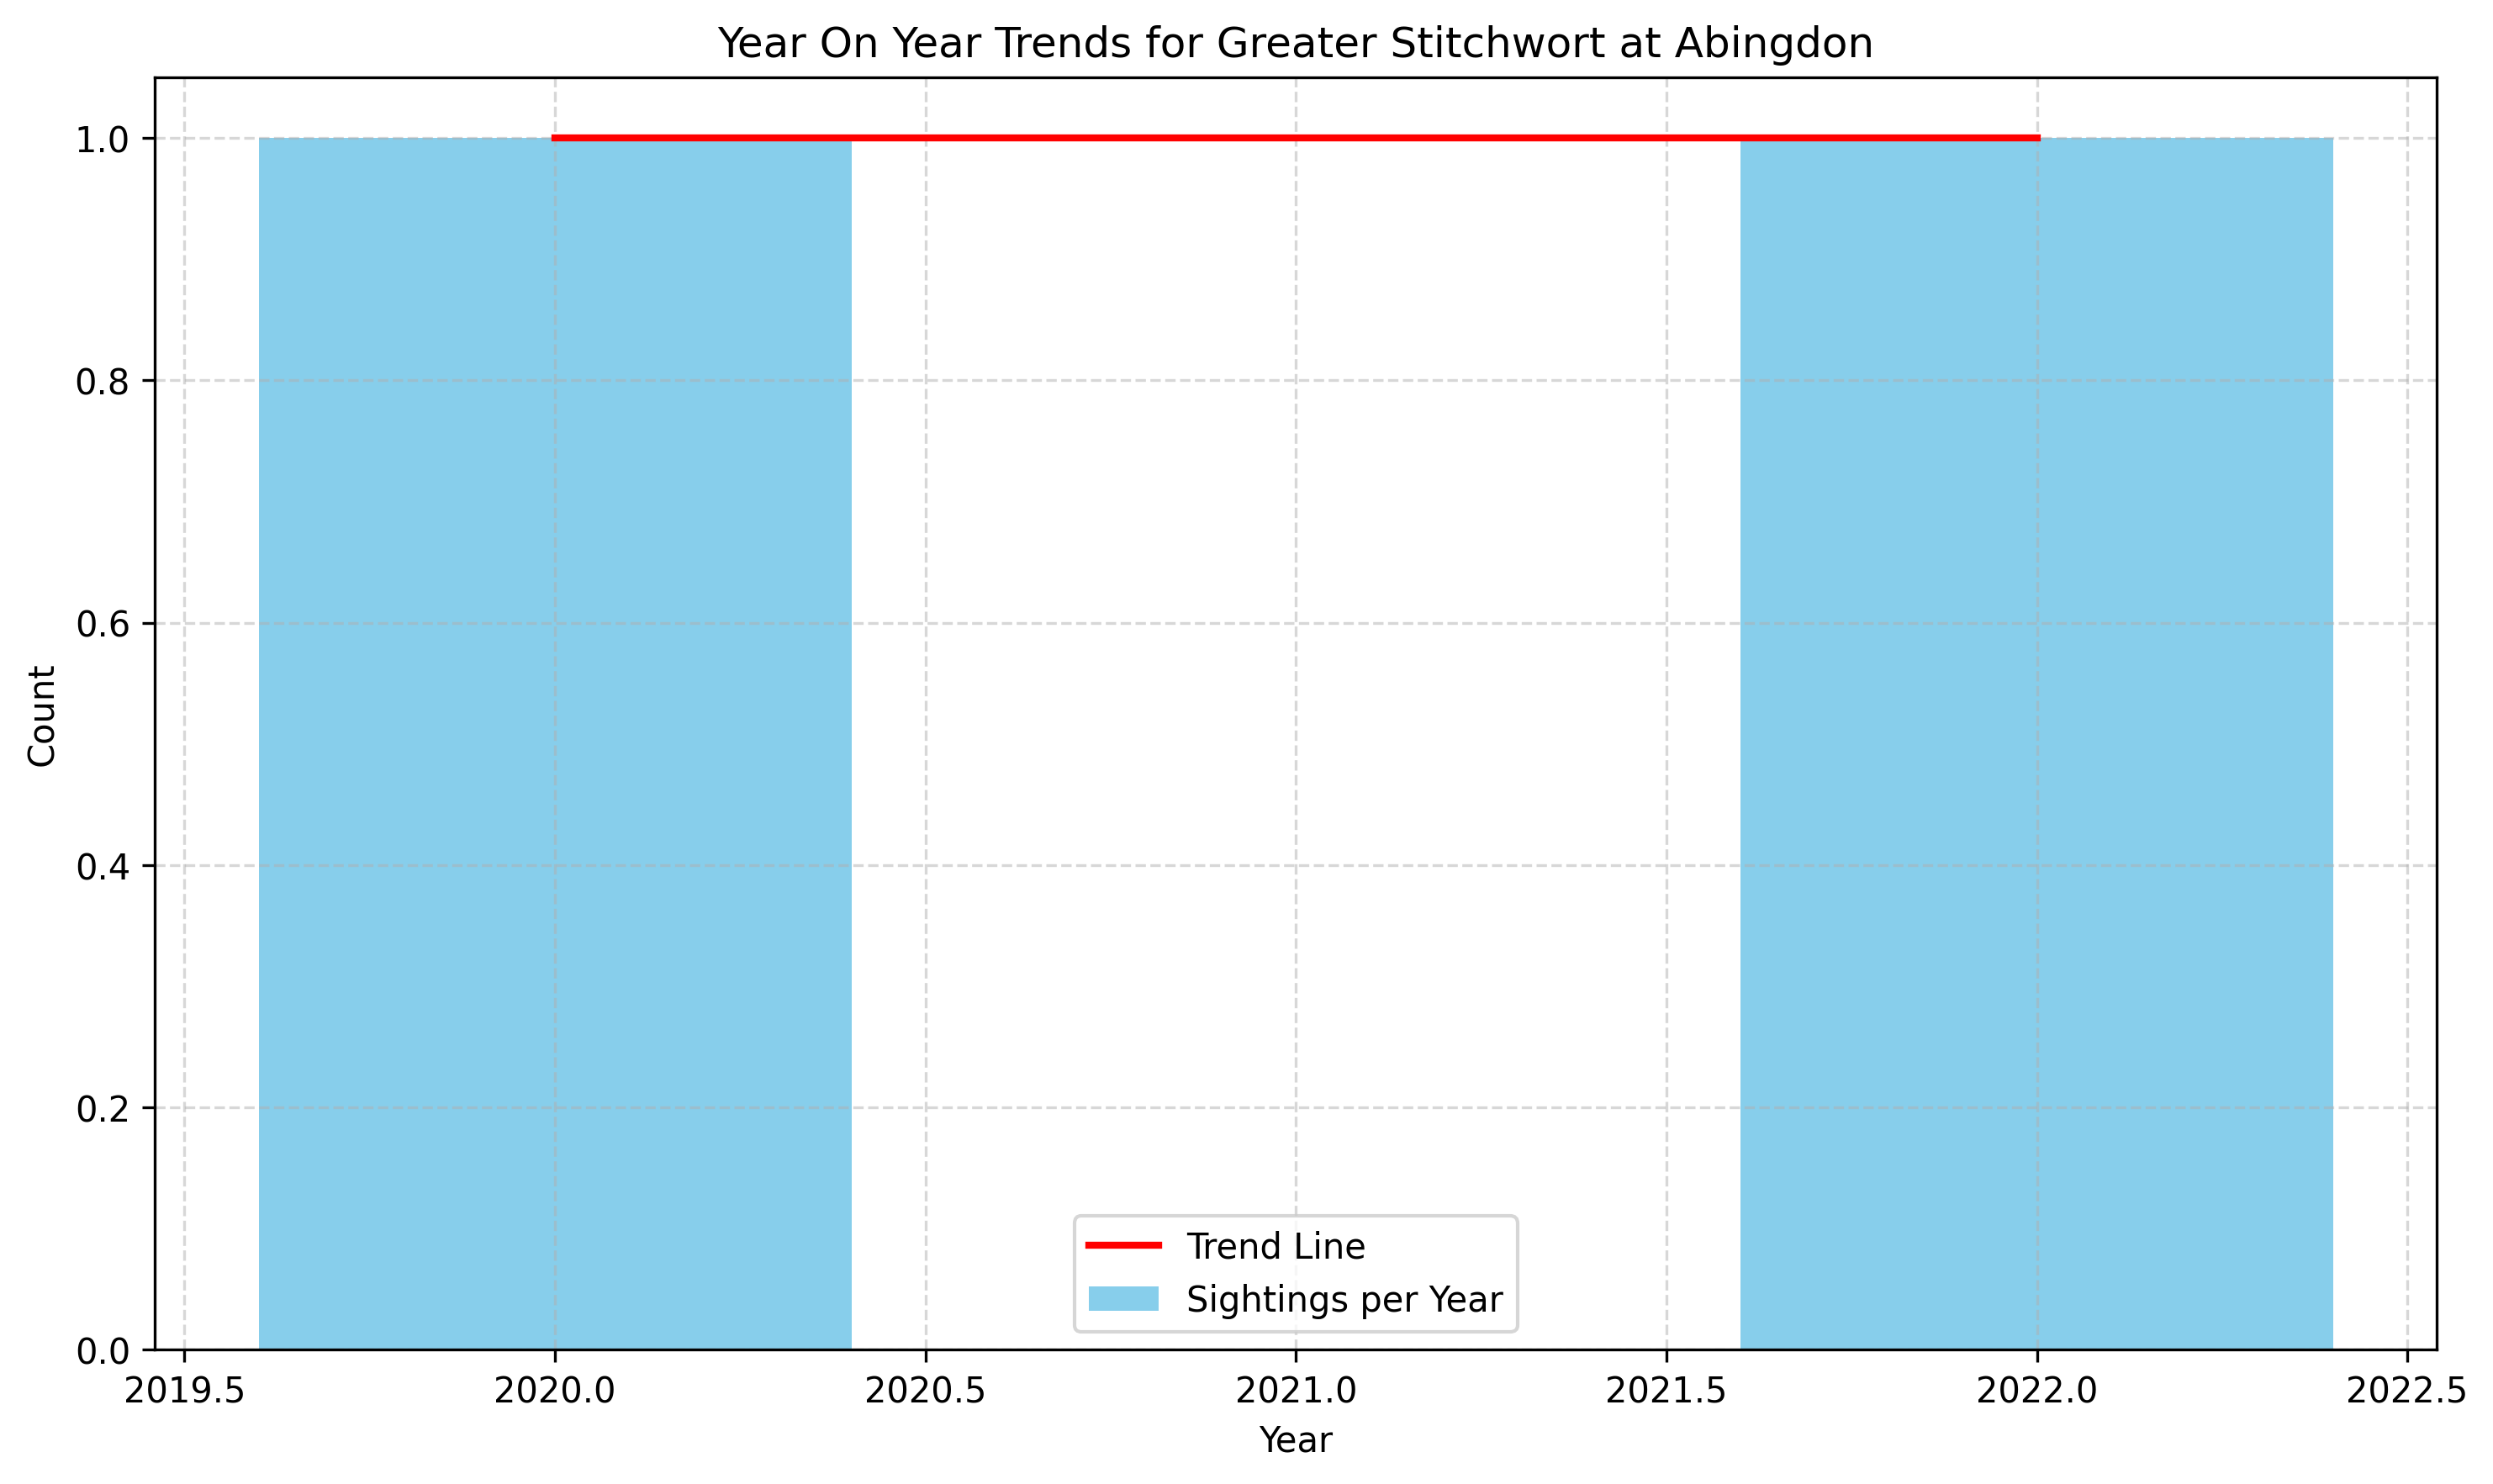 Year On Year Trends for Greater Stitchwort at Abingdon
Count
1.0
0.8
0.6
0.4
0.2
0.0
Trend Line
Sightings per Year
2019.5 2020.0 2020.5 2021.0 2021.5 2022.0 2022.5
Year